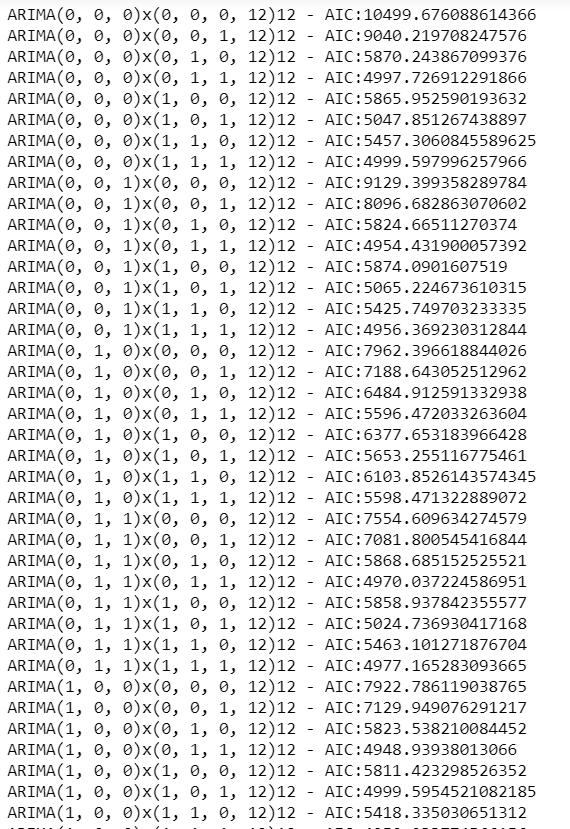 ARIMA(0, 0, 0)x(0, 0, 0, 12)12 - AIC:10499.676088614366
ARIMA(0, 0, 0)x(0, 0, 1, 12)12 - AIC:9040.219708247576
ARIMA(0, 0, 0)x(0, 1, 0, 12)12 - AIC:5870.243867099376
ARIMA(0, 0, 0)x(0, 1, 1, 12)12 - AIC:4997.726912291866
ARIMA(0, 0, 0)x(1, 0, 0, 12)12 - AIC:5865.952590193632
ARIMA(0, 0, 0)x(1, 0, 1, 12)12 - AIC:5047.851267438897
ARIMA(0, 0, 0)x(1, 1, 0, 12)12 - AIC:5457.3060845589625
ARIMA(0, 0, 0)x(1, 1, 1, 12)12 - AIC:4999.597996257966
ARIMA(0, 0, 1)x(0, 0, 0, 12)12 - AIC:9129.399358289784
ARIMA(0, 0, 1)x(0, 0, 1, 12)12 - AIC:8096.682863070602
ARIMA(0, 0, 1)x(0, 1, 0, 12)12 - AIC:5824.66511270374
ARIMA(0, 0, 1)x(0, 1, 1, 12)12 - AIC:4954.431900057392
ARIMA(0, 0, 1)x(1, 0, 0, 12)12 - AIC:5874.0901607519
ARIMA(0, 0, 1)x(1, 0, 1, 12)12 - AIC:5065.224673610315
ARIMA(0, 0, 1)x(1, 1, 0, 12)12 - AIC:5425.749703233335
ARIMA(0, 0, 1)x(1, 1, 1, 12)12 - AIC:4956.369230312844
ARIMA(0, 1, 0)x(0, 0, 0, 12)12 - AIC:7962.396618844026
ARIMA(0, 1, 0)x(0, 0, 1, 12)12 - AIC:7188.643052512962
ARIMA(0, 1, 0)x(0, 1, 0, 12)12 - AIC:6484.912591332938
ARIMA(0, 1, 0)x(0, 1, 1, 12)12 - AIC:5596.472033263604
ARIMA(0, 1, 0)x(1, 0, 0, 12)12 - AIC:6377.653183966428
ARIMA(0, 1, 0)x(1, 0, 1, 12)12 - AIC:5653.255116775461
ARIMA(0, 1, 0)x(1, 1, 0, 12)12 - AIC:6103.8526143574345
ARIMA(0, 1, 0)x(1, 1, 1, 12)12 - AIC:5598.471322889072
ARIMA(0, 1, 1)x(0, 0, 0, 12)12 - AIC:7554.609634274579
ARIMA(0, 1, 1)x(0, 0, 1, 12)12 - AIC:7081.800545416844
ARIMA(0, 1, 1)x(0, 1, 0, 12)12 - AIC:5868.685152525521
ARIMA(0, 1, 1)x(0, 1, 1, 12)12 - AIC:4970.037224586951
ARIMA(0, 1, 1)x(1, 0, 0, 12)12 - AIC:5858.937842355577
ARIMA(0, 1, 1)x(1, 0, 1, 12)12 - AIC:5024.736930417168
ARIMA(0, 1, 1)x(1, 1, 0, 12)12 - AIC:5463.101271876704
ARIMA(0, 1, 1)x(1, 1, 1, 12)12 - AIC:4977.165283093665
ARIMA(1, 0, 0)x(0, 0, 0, 12)12 - AIC:7922.786119038765
ARIMA(1, 0, 0)x(0, 0, 1, 12)12 - AIC:7129.949076291217
ARIMA(1, 0, 0)x(0, 1, 0, 12)12 - AIC:5823.538210084452
ARIMA(1, 0, 0)x(0, 1, 1, 12)12 - AIC:4948.93938013066
ARIMA(1, 0, 0)x(1, 0, 0, 12)12 - AIC:5811.423298526352
ARIMA(1, 0, 0)x(1, 0, 1, 12)12 - AIC:4999.5954521082185
ARIMA(1, 0, 0)x(1, 1, 0, 12)12 - AIC:5418.335030651312